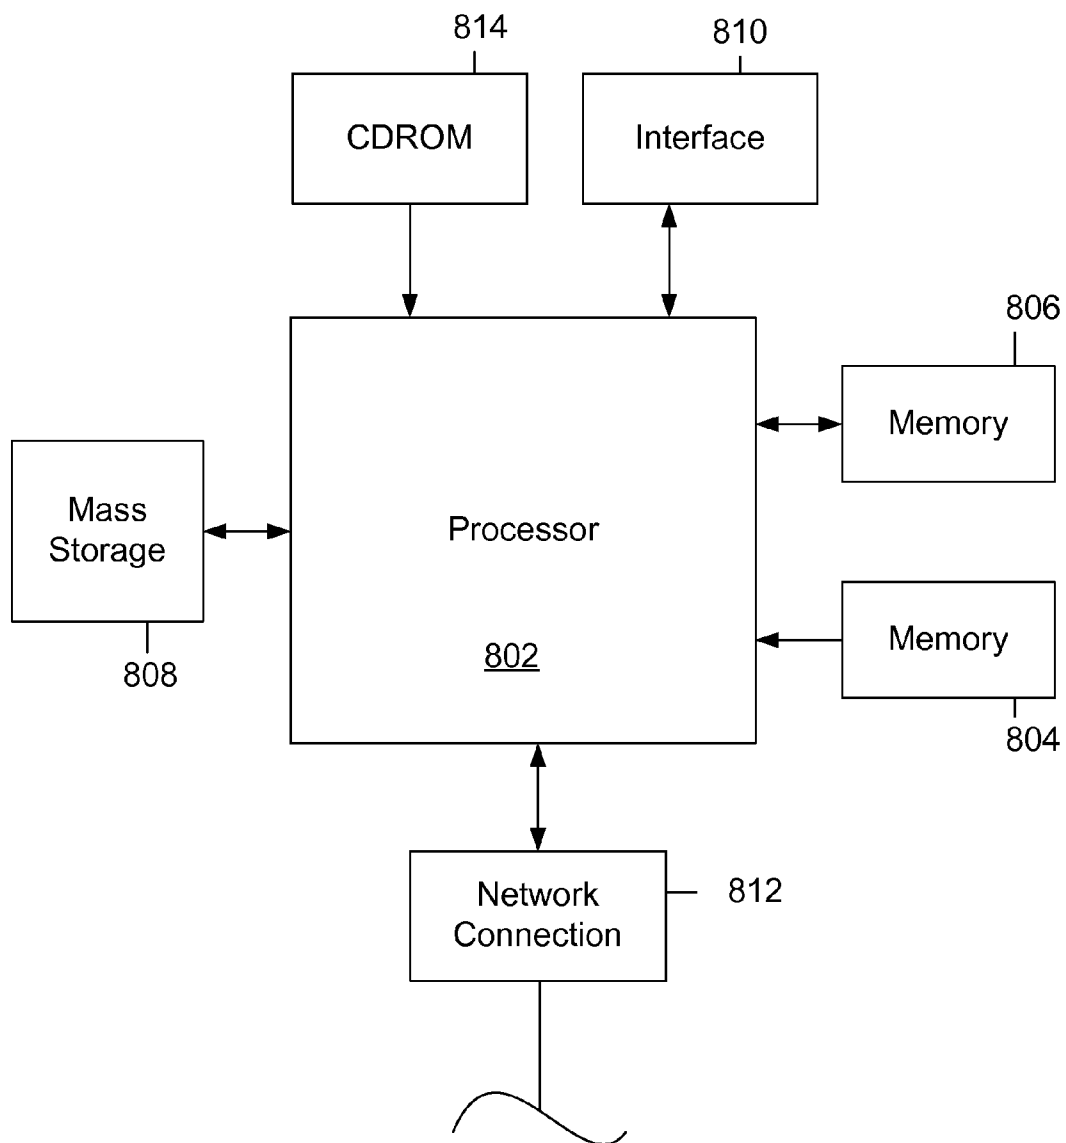 814
810
CDROM
Interface
806
Memory
Mass
Storage
Processor
808
802
Memory
804
Network
Connection
812